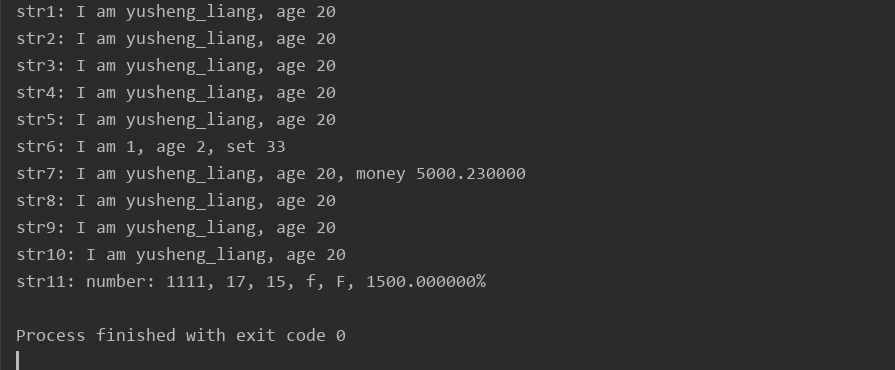 str1: I am yusheng_liang, age 20
str2: I am yusheng_liang, age 20
str3: I am yusheng_liang, age 20
str4: I am yusheng_liang, age 20
str5: I am yusheng_liang, age 20
str6: I am 1, age 2, set 33
str7: I am yusheng_liang, age 20, money 5000.230000
str8: I am yusheng_liang, age 20
str9: I am yusheng_liang, age 20
str10: I am yusheng_liang, age 20
str11: number: 1111, 17, 15, f, F, 1500.000000%
Process finished with exit code 0